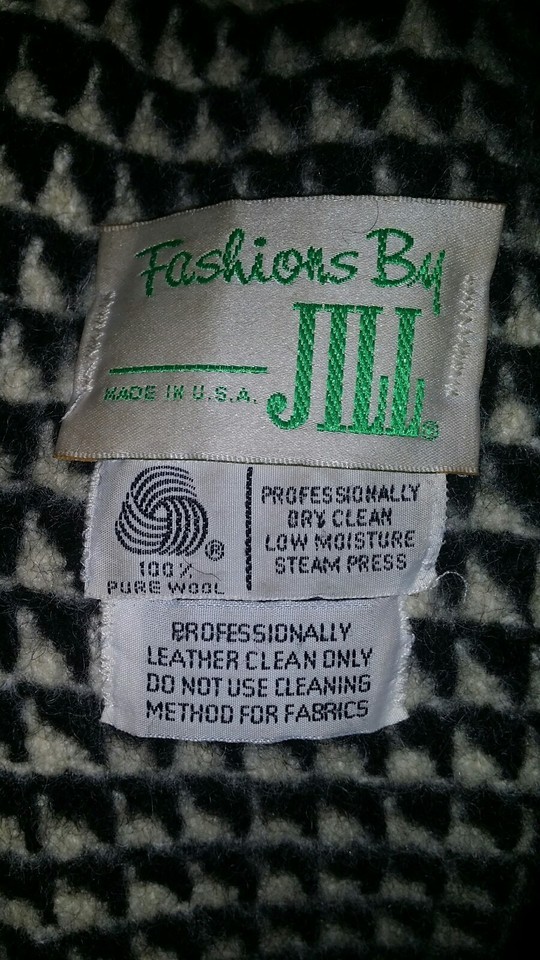 Fashions By
JILL®
MADE IN U.S.A.
®
100%
PURE WOOL
PROFESSIONALLY
DRY CLEAN
LOW MOISTURE
STEAM PRESS
PROFESSIONALLY
LEATHER CLEAN ONLY
DO NOT USE CLEANING
METHOD FOR FABRICS